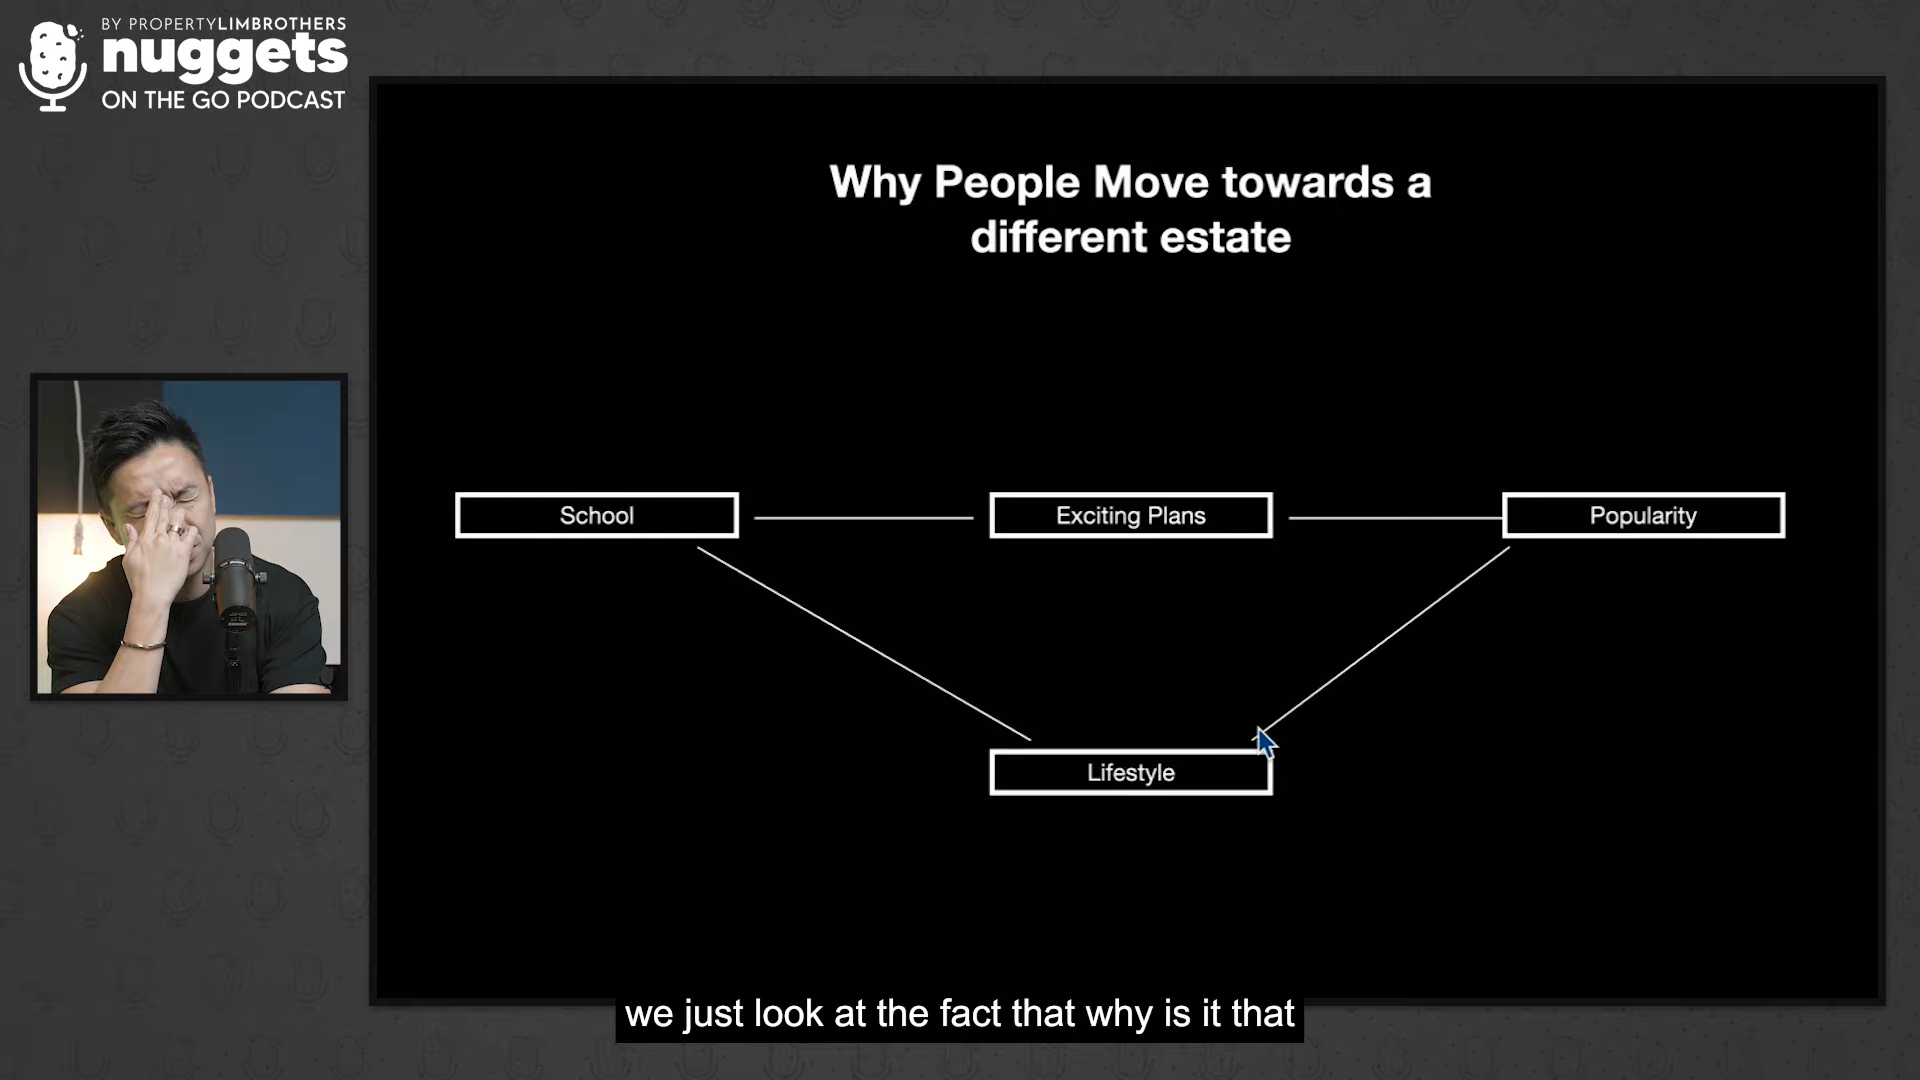 BY PROPERTYLIMBROTHERS
nuggets
ON THE GO PODCAST
Why People Move towards a
different estate
School
Exciting Plans
Popularity
Lifestyle
we just look at the fact that why is it that